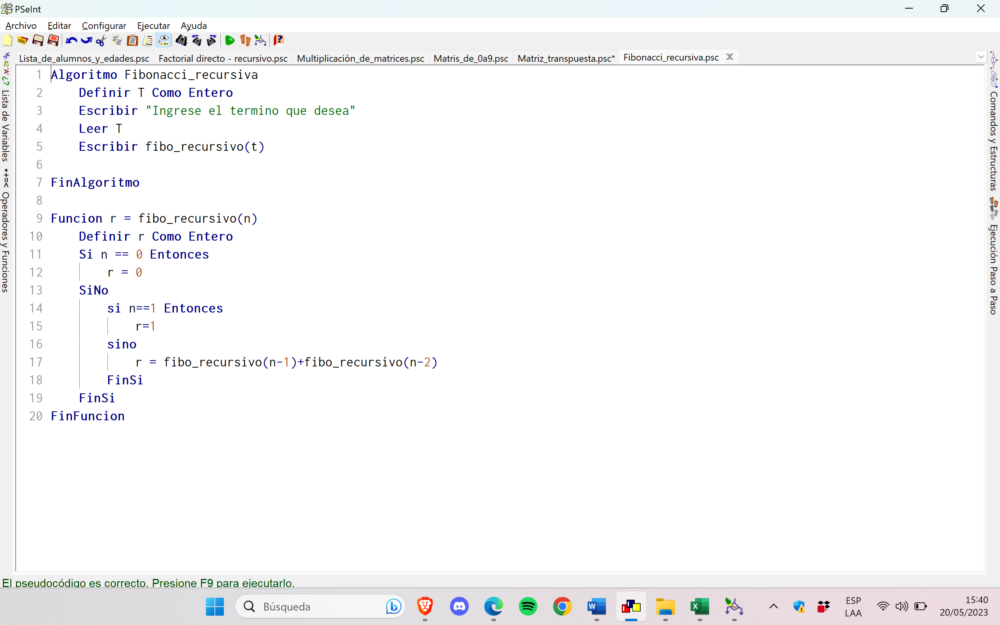 PSeInt
Archivo Editar Configurar Ejecutar Ayuda
Lista_de_alumnos_y_edades.psc Factorial directo - recursivo.psc Multiplicación_de_matrices.psc Matris_de_0a9.psc Matriz_transpuesta.psc* Fibonacci_recursiva.psc
1 Algoritmo Fibonacci_recursiva
2 Definir T Como Entero
3 Escribir "Ingrese el termino que desea"
4 Leer T
5 Escribir fibo_recursivo(t)
6
7 FinAlgoritmo
8
9 Funcion r = fibo_recursivo(n)
10 Definir r Como Entero
11 Si n == 0 Entonces
12 r = 0
13 SiNo
14 si n==1 Entonces
15 r=1
16 sino
17 r = fibo_recursivo(n-1)+fibo_recursivo(n-2)
18 FinSi
19 FinSi
20 FinFuncion
42 'A' ¿? Lista de Variables
*+=< Operadores y Funciones
Comandos y Estructuras
Ejecución Paso a Paso
El pseudocódigo es correcto. Presione F9 para ejecutarlo.
Búsqueda
ESP
LAA
15:40
20/05/2023